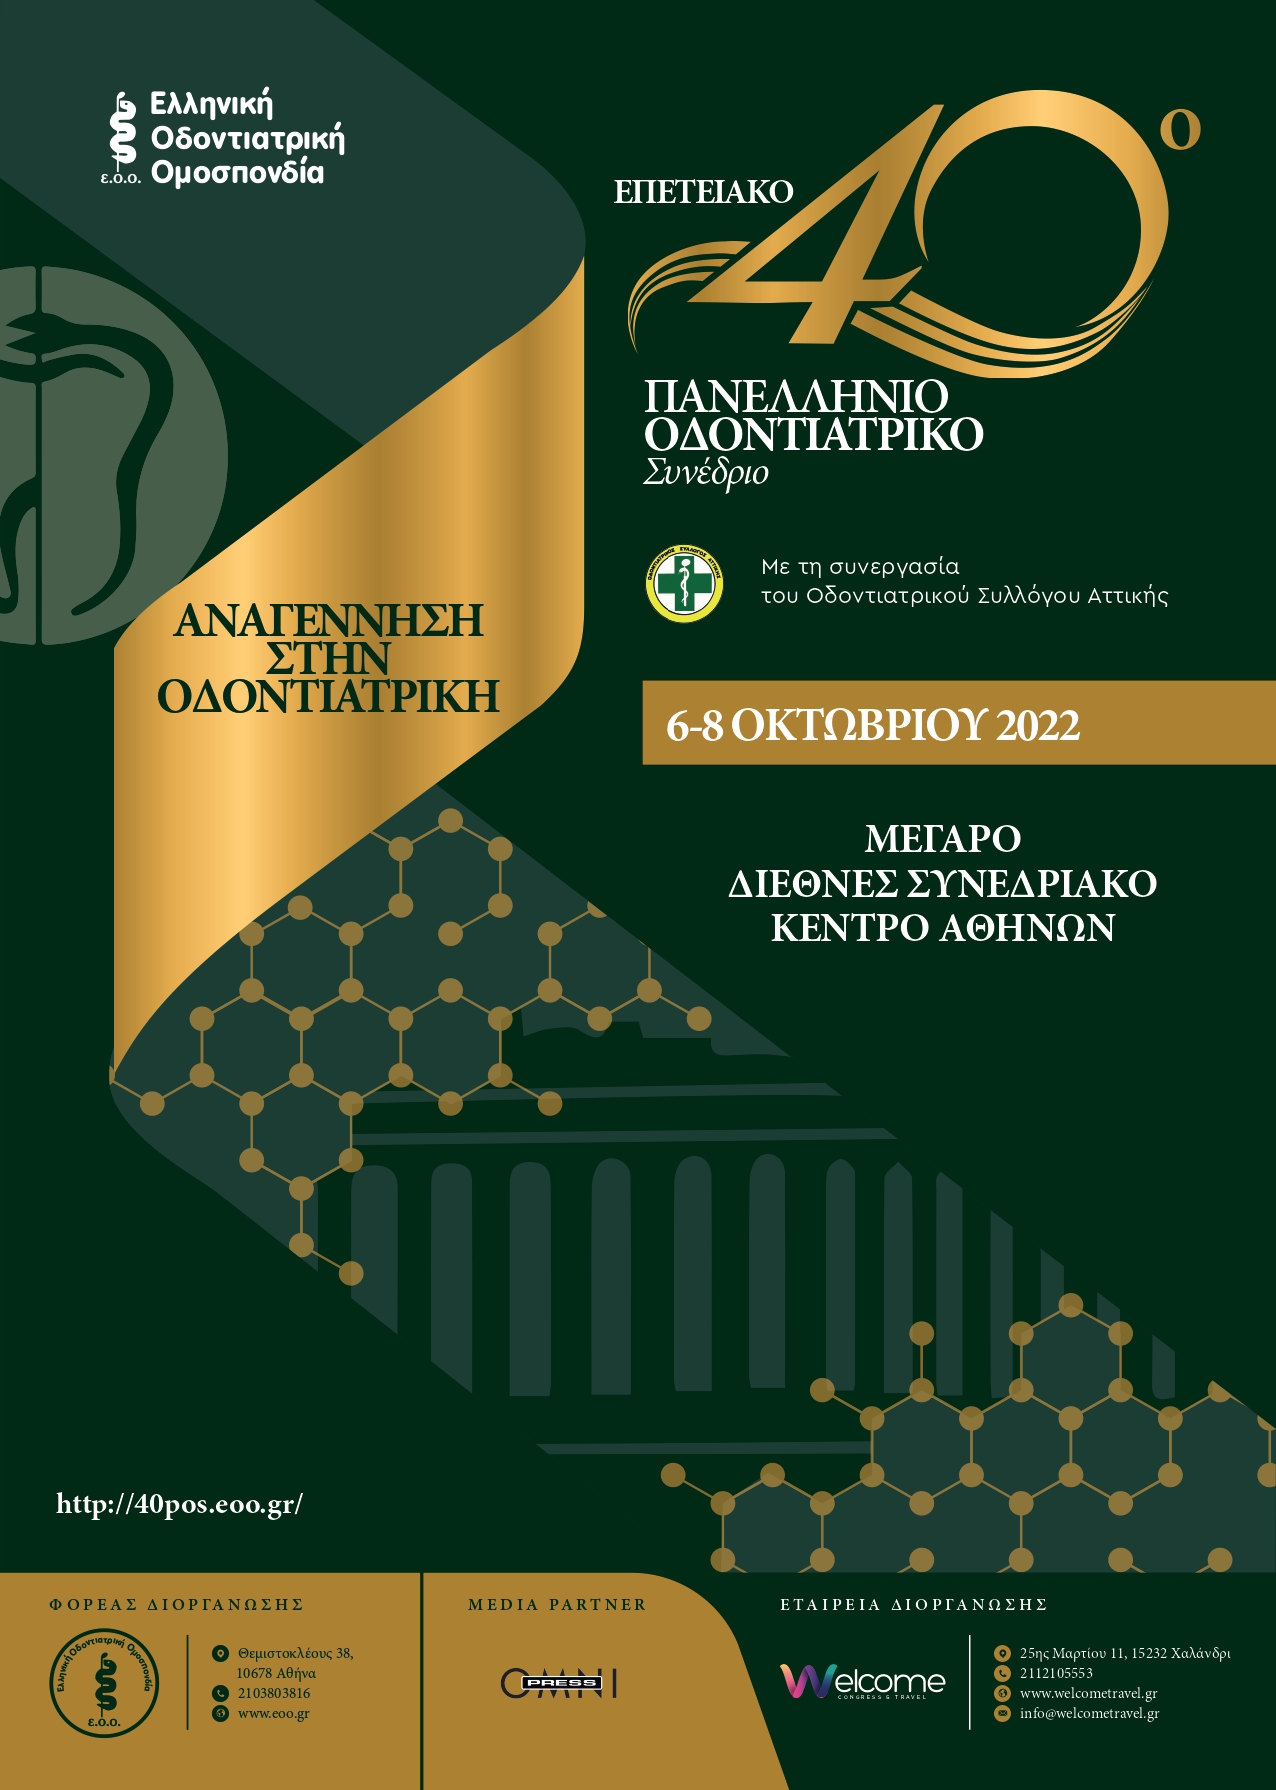 Ελληνική
Οδοντιατρική
Ομοσπονδία
ε.ο.ο.
ΕΠΕΤΕΙΑΚΟ
40ο
ΠΑΝΕΛΛΗΝΙΟ
ΟΔΟΝΤΙΑΤΡΙΚΟ
Συνέδριο
ΟΔΟΝΤΙΑΤΡΙΚΟΣ ΣΥΛΛΟΓΟΣ ΑΤΤΙΚΗΣ
Με τη συνεργασία
του Οδοντιατρικού Συλλόγου Αττικής
ΑΝΑΓΕΝΝΗΣΗ
ΣΤΗΝ
ΟΔΟΝΤΙΑΤΡΙΚΗ
6-8 ΟΚΤΩΒΡΙΟΥ 2022
ΜΕΓΑΡΟ
ΔΙΕΘΝΕΣ ΣΥΝΕΔΡΙΑΚΟ
ΚΕΝΤΡΟ ΑΘΗΝΩΝ
http://40pos.eoo.gr/
ΦΟΡΕΑΣ ΔΙΟΡΓΑΝΩΣΗΣ
Ελληνική Οδοντιατρική Ομοσπονδία
ε.ο.ο.
Θεμιστοκλέους 38,
10678 Αθήνα
2103803816
www.eoo.gr
MEDIA PARTNER
OMNI
PRESS
ΕΤΑΙΡΕΙΑ ΔΙΟΡΓΑΝΩΣΗΣ
Welcome
CONGRESS & TRAVEL
25ης Μαρτίου 11, 15232 Χαλάνδρι
2112105553
www.welcometravel.gr
info@welcometravel.gr